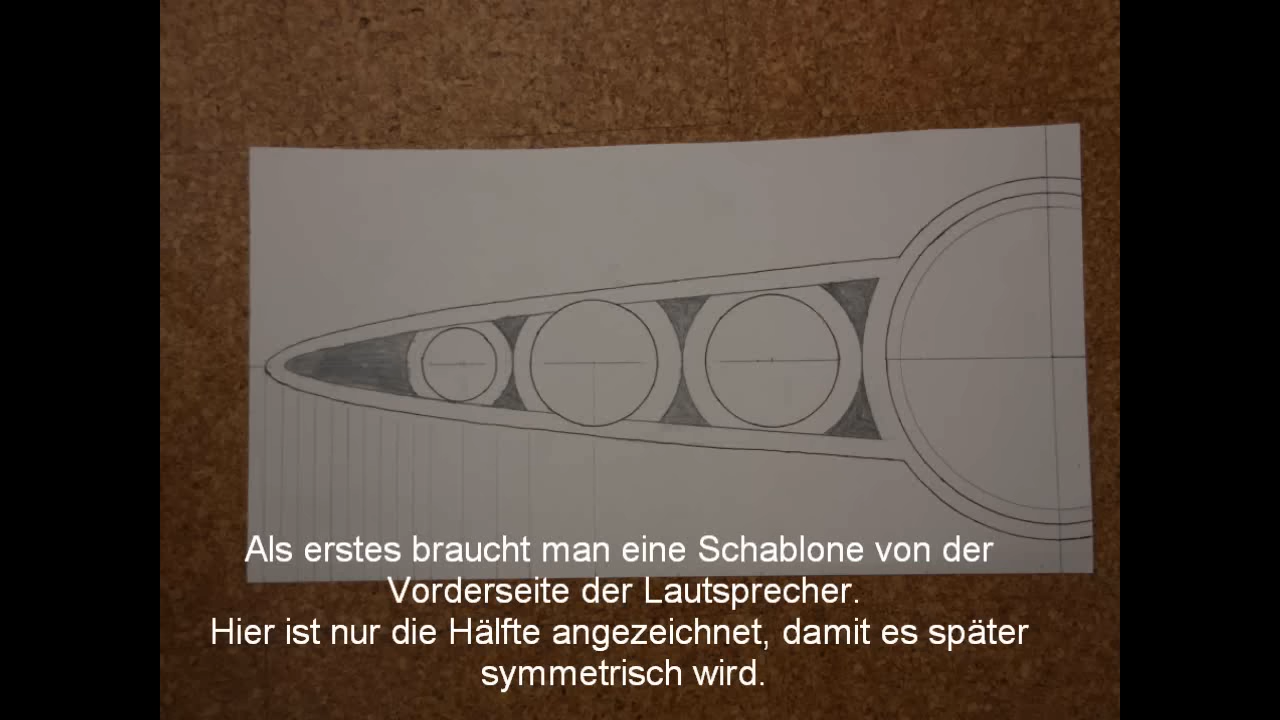 Als erstes braucht man eine Schablone von der
Vorderseite der Lautsprecher.
Hier ist nur die Hälfte angezeichnet, damit es später
symmetrisch wird.